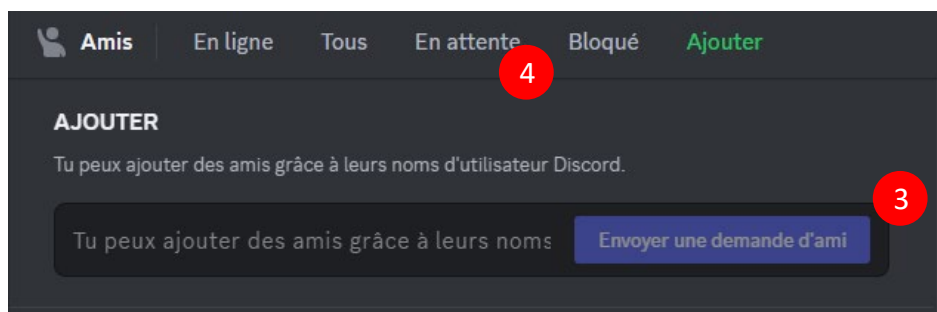 Amis En ligne Tous En attente Bloqué Ajouter
4
AJOUTER
Tu peux ajouter des amis grâce à leurs noms d'utilisateur Discord.
3
Tu peux ajouter des amis grâce à leurs noms Envoyer une demande d'ami